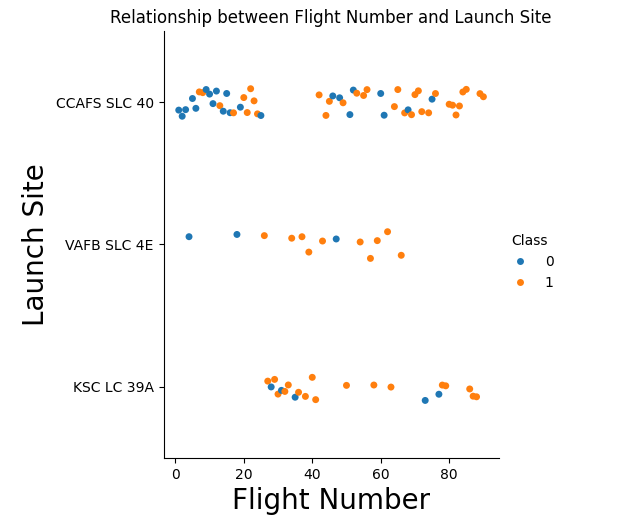 Relationship between Flight Number and Launch Site
CCAFS SLC 40
VAFB SLC 4E
KSC LC 39A
Launch Site
0 20 40 60 80
Flight Number
Class
0
1